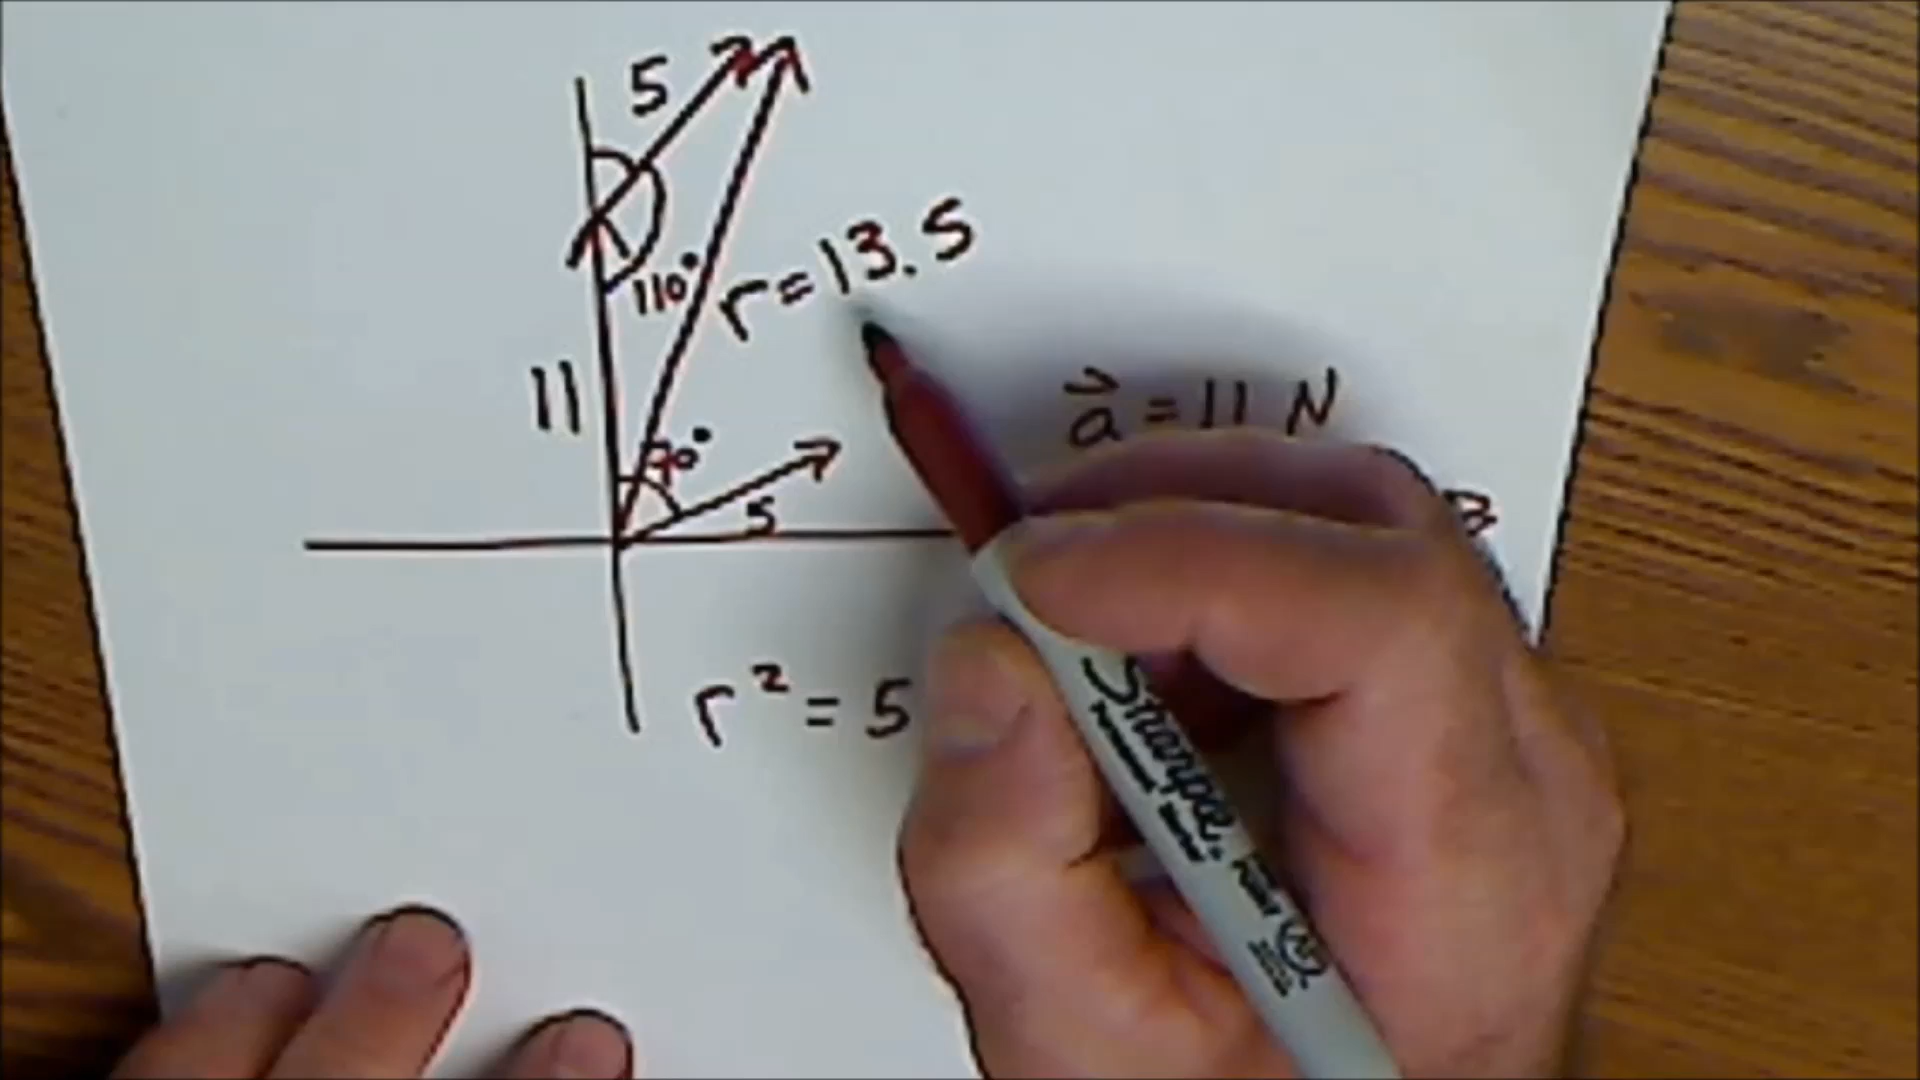 5
110°
r=13.5
11
a⃗ = 11 N
70°
5
r² = 5
Sharpie.